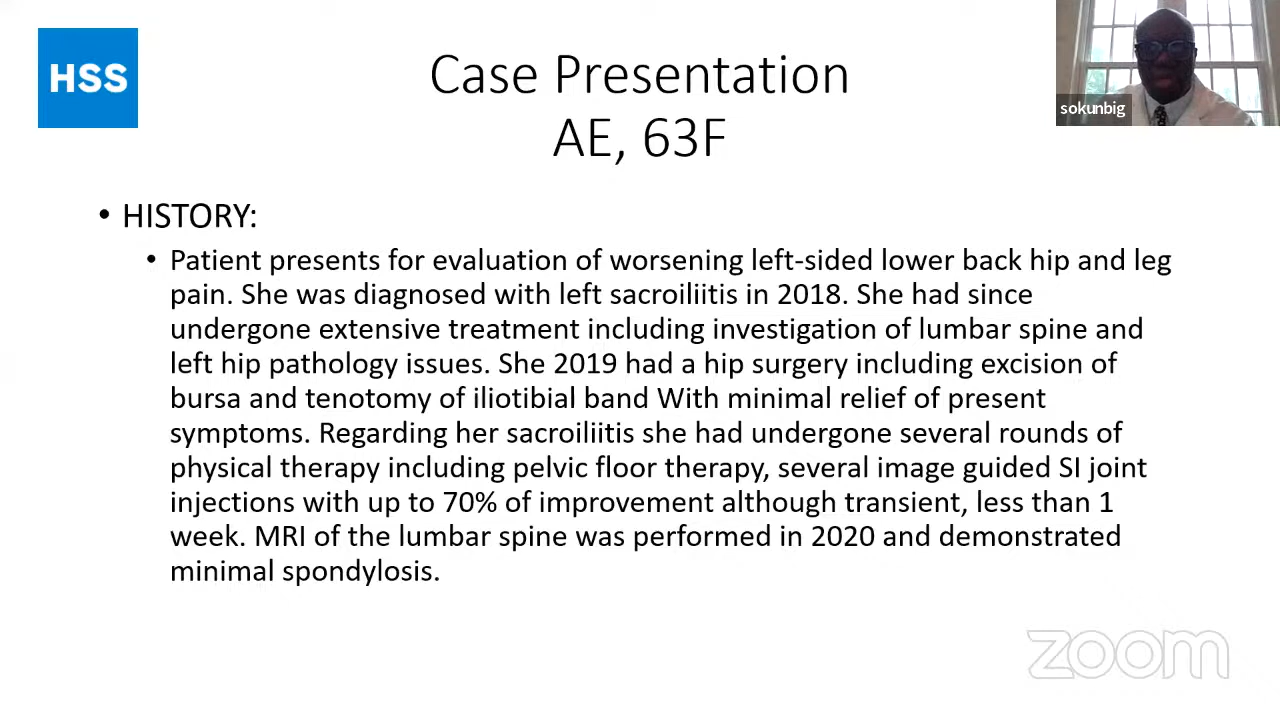 HSS
Case Presentation
AE, 63F
sokunbig
• HISTORY:
• Patient presents for evaluation of worsening left-sided lower back hip and leg
pain. She was diagnosed with left sacroiliitis in 2018. She had since
undergone extensive treatment including investigation of lumbar spine and
left hip pathology issues. She 2019 had a hip surgery including excision of
bursa and tenotomy of iliotibial band With minimal relief of present
symptoms. Regarding her sacroiliitis she had undergone several rounds of
physical therapy including pelvic floor therapy, several image guided SI joint
injections with up to 70% of improvement although transient, less than 1
week. MRI of the lumbar spine was performed in 2020 and demonstrated
minimal spondylosis.
zoom